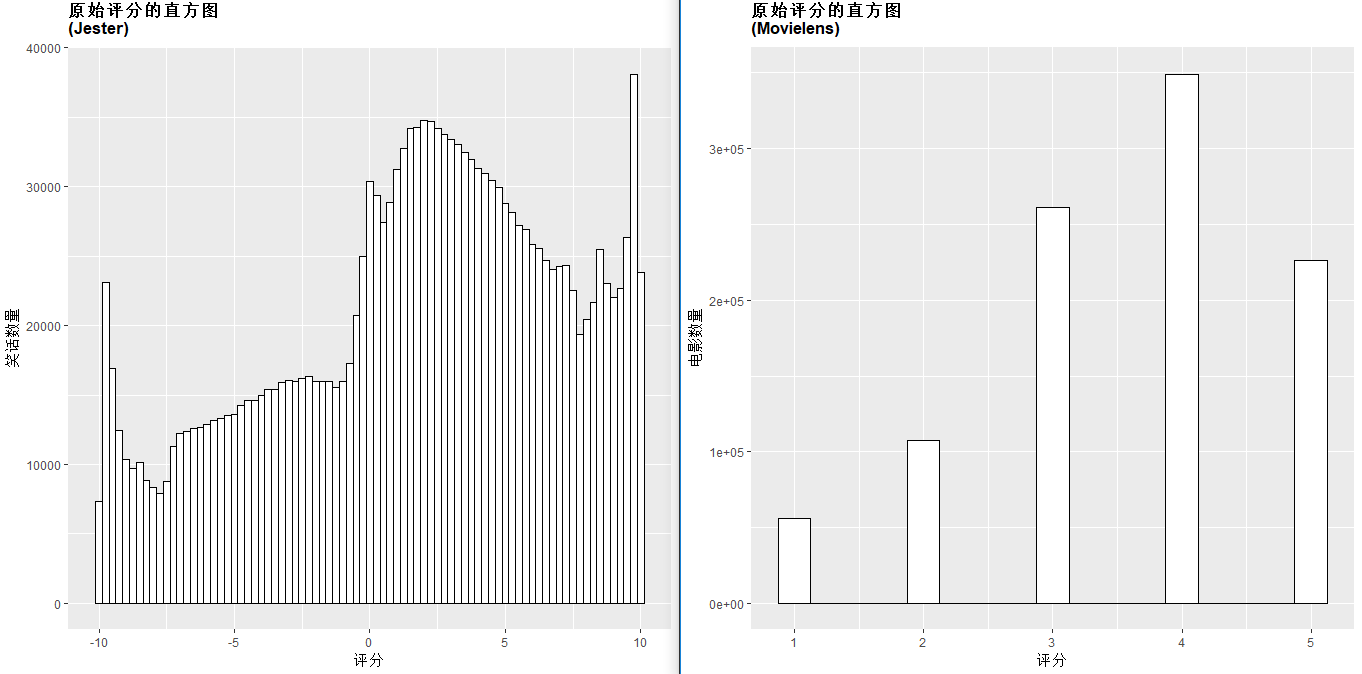 原始评分的直方图
(Jester)
40000
30000
20000
10000
0
笑话数量
-10
-5
0
5
10
评分
原始评分的直方图
(Movielens)
3e+05
2e+05
1e+05
0e+00
电影数量
1
2
3
4
5
评分